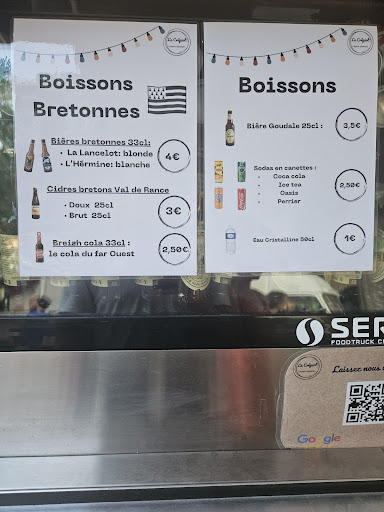 Boissons
Bretonnes
Bières bretonnes 33cl:
• La Lancelot: blonde
• L'Hërmine: blanche
4€
Cidres bretons Val de Rance
• Doux 25cl
• Brut 25cl
3€
Breizh cola 33cl :
le cola du far Ouest
2,50€
Boissons
Bière Goudale 25cl :
3,5€
Sodas en canettes :
• Coca cola
• Ice tea
• Oasis
• Perrier
2,50€
Eau Cristalline 50cl
1€
SER
FOODTRUCK
Laissez nous
Google